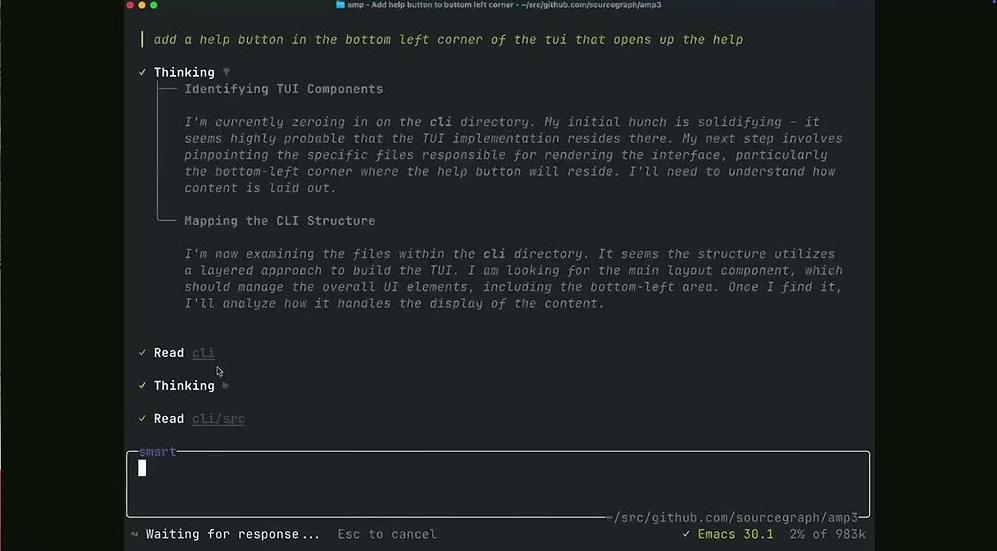 amp - Add help button to bottom left corner - ~/src/github.com/sourcegraph/amp3
add a help button in the bottom left corner of the tui that opens up the help
✓ Thinking ▼
Identifying TUI Components
I'm currently zeroing in on the cli directory. My initial hunch is solidifying – it
seems highly probable that the TUI implementation resides there. My next step involves
pinpointing the specific files responsible for rendering the interface, particularly
the bottom-left corner where the help button will reside. I'll need to understand how
content is laid out.
Mapping the CLI Structure
I'm now examining the files within the cli directory. It seems the structure utilizes
a layered approach to build the TUI. I am looking for the main layout component, which
should manage the overall UI elements, including the bottom-left area. Once I find it,
I'll analyze how it handles the display of the content.
✓ Read cli
✓ Thinking ▶
✓ Read cli/src
smart
~/src/github.com/sourcegraph/amp3
~ Waiting for response... Esc to cancel ✓ Emacs 30.1 2% of 983k